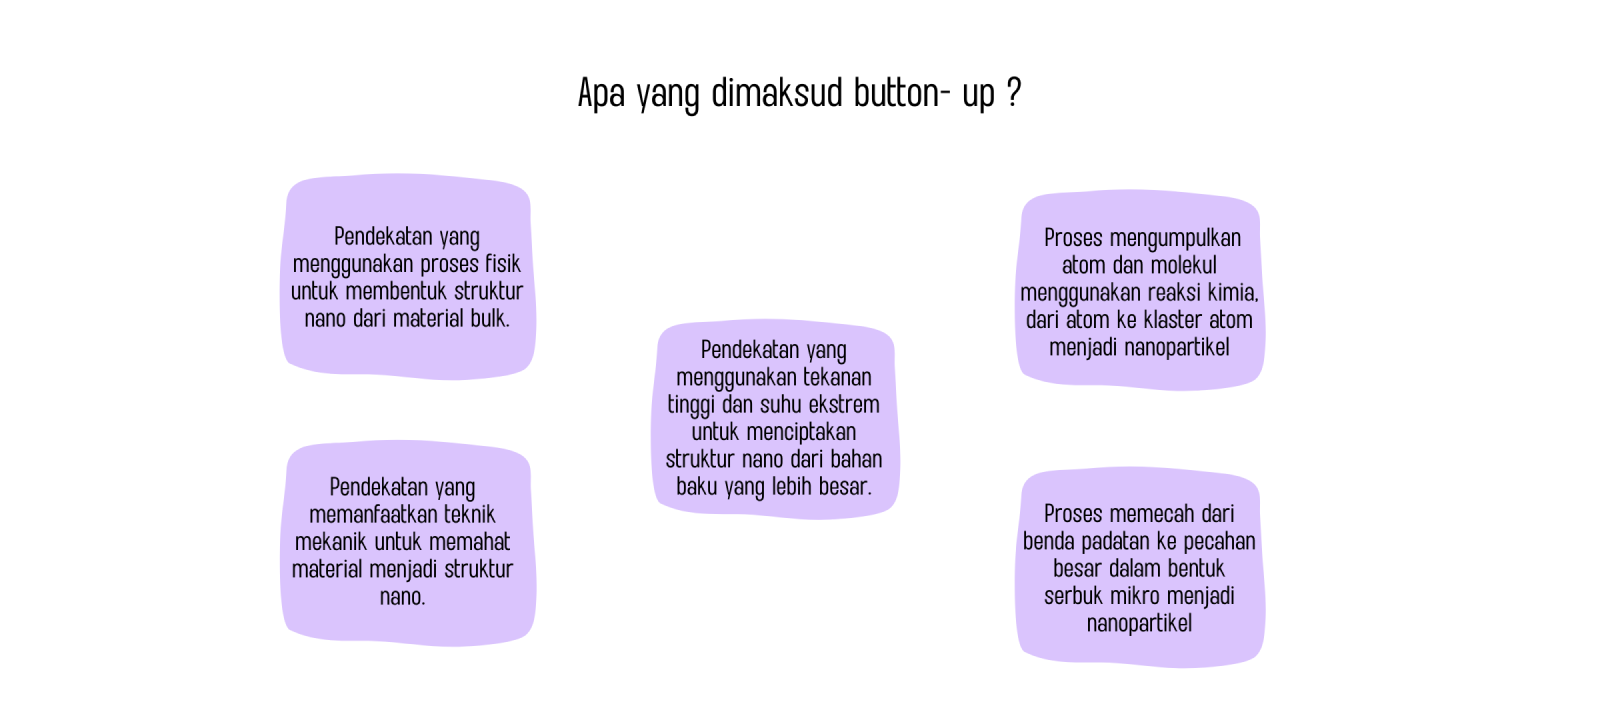 Apa yang dimaksud button- up ?
Pendekatan yang
menggunakan proses fisik
untuk membentuk struktur
nano dari material bulk.
Proses mengumpulkan
atom dan molekul
menggunakan reaksi kimia,
dari atom ke klaster atom
menjadi nanopartikel
Pendekatan yang
menggunakan tekanan
tinggi dan suhu ekstrem
untuk menciptakan
struktur nano dari bahan
baku yang lebih besar.
Pendekatan yang
memanfaatkan teknik
mekanik untuk memahat
material menjadi struktur
nano.
Proses memecah dari
benda padatan ke pecahan
besar dalam bentuk
serbuk mikro menjadi
nanopartikel